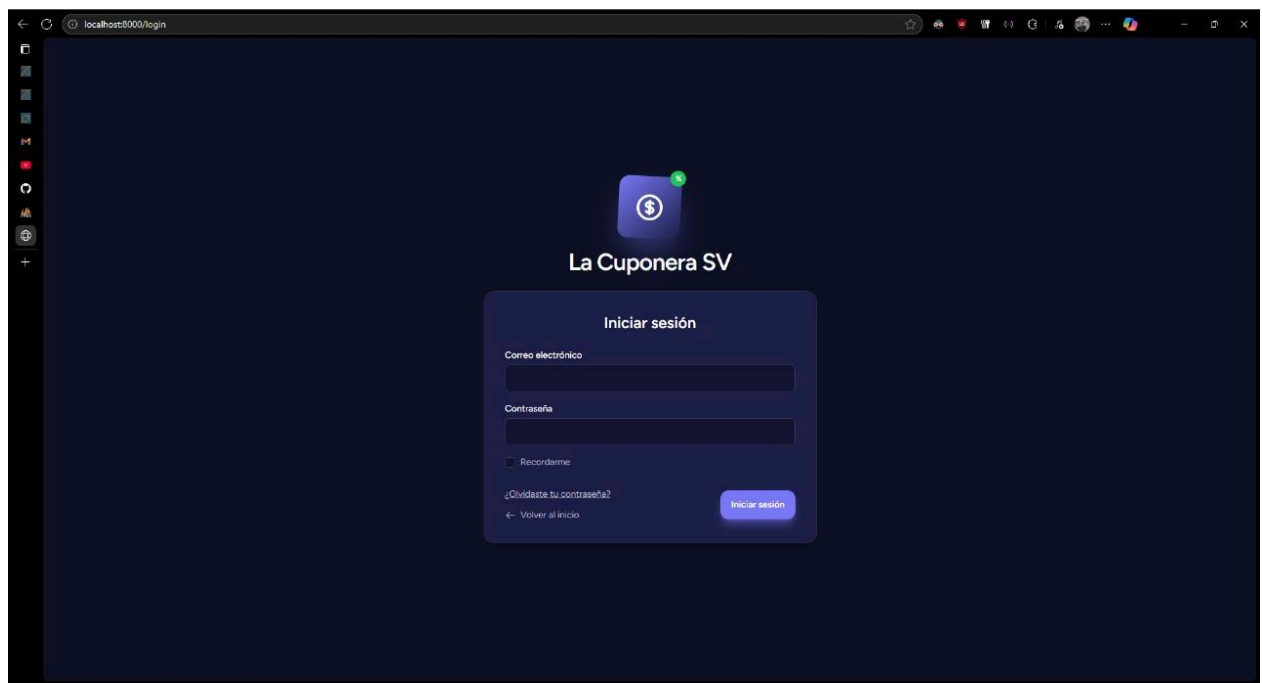 localhost:8000/login
$
%
La Cuponera SV
Iniciar sesión
Correo electrónico
Contraseña
Recordarme
¿Olvidaste tu contraseña?
← Volver al inicio
Iniciar sesión